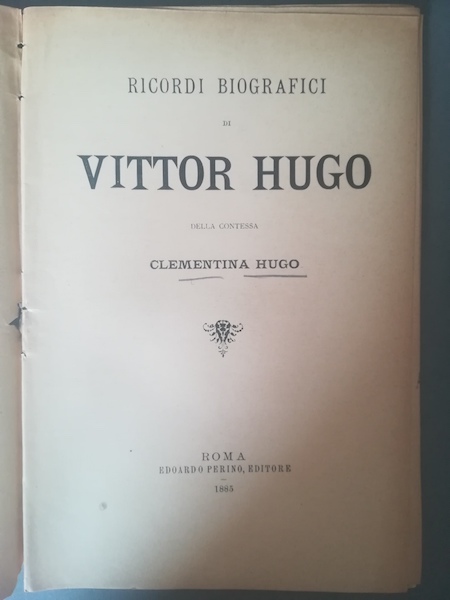 RICORDI BIOGRAFICI
DI
VITTOR HUGO
DELLA CONTESSA
CLEMENTINA HUGO
ROMA
EDOARDO PERINO, EDITORE
1885